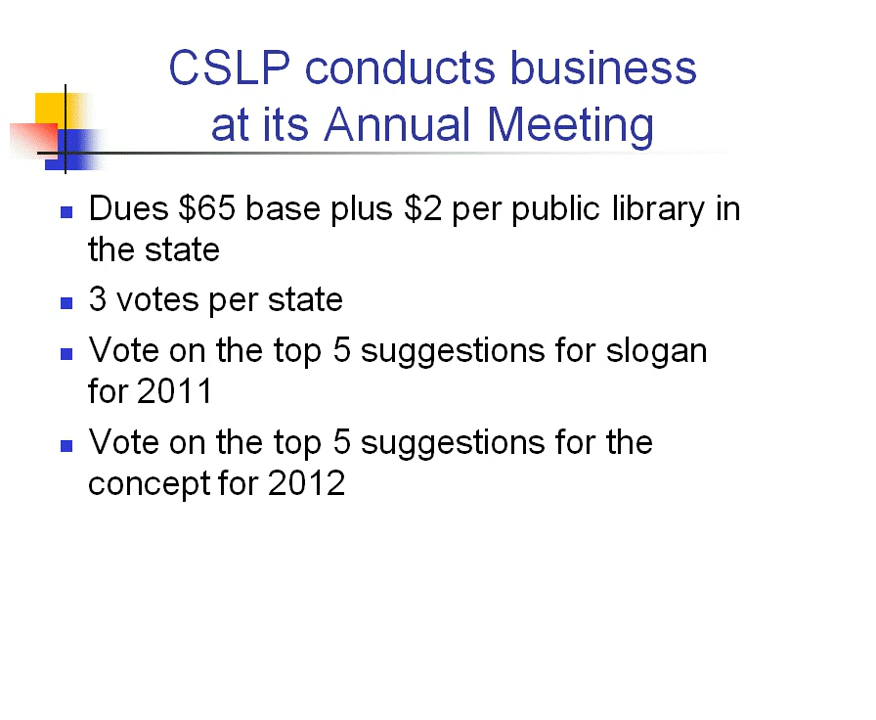 CSLP conducts business
at its Annual Meeting
Dues $65 base plus $2 per public library in
the state
3 votes per state
Vote on the top 5 suggestions for slogan
for 2011
Vote on the top 5 suggestions for the
concept for 2012